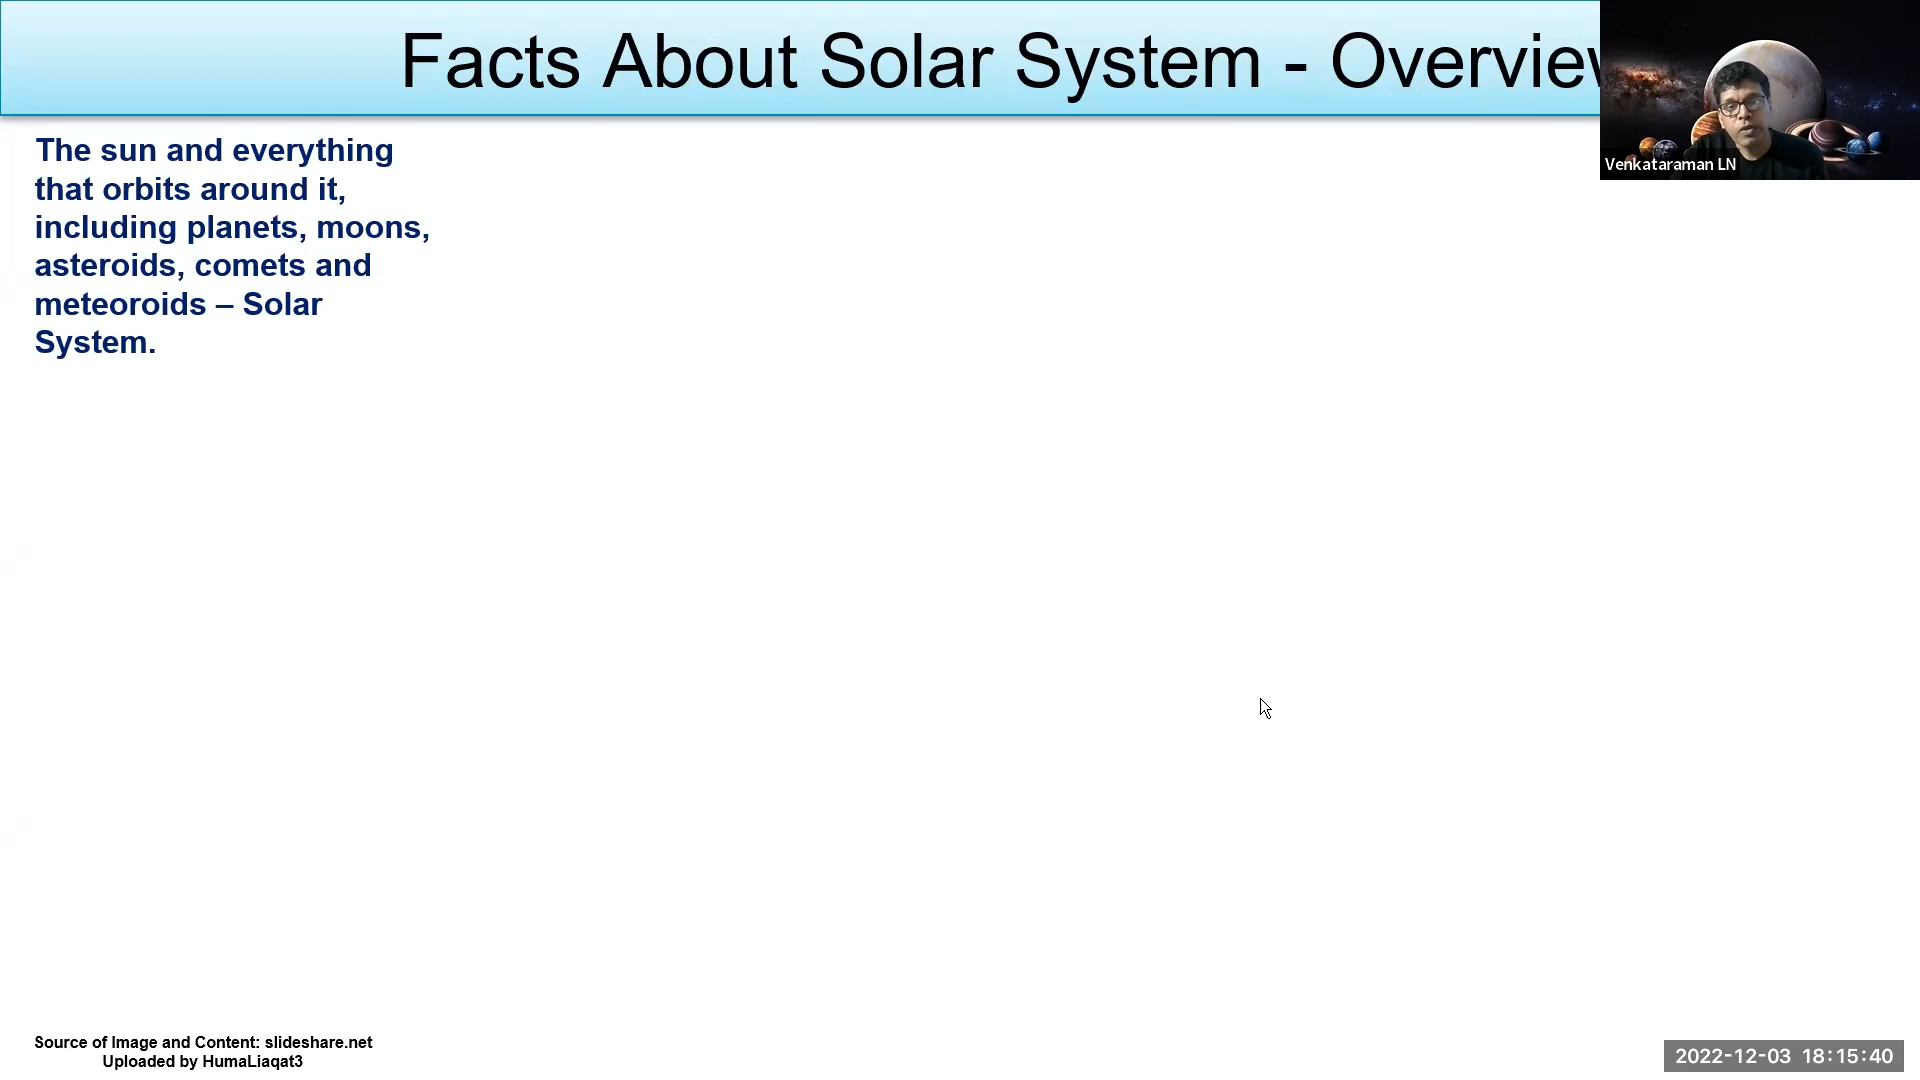 Facts About Solar System - Overview
Venkataraman LN
The sun and everything
that orbits around it,
including planets, moons,
asteroids, comets and
meteoroids – Solar
System.
Source of Image and Content: slideshare.net
Uploaded by HumaLiaqat3
2022-12-03 18:15:40